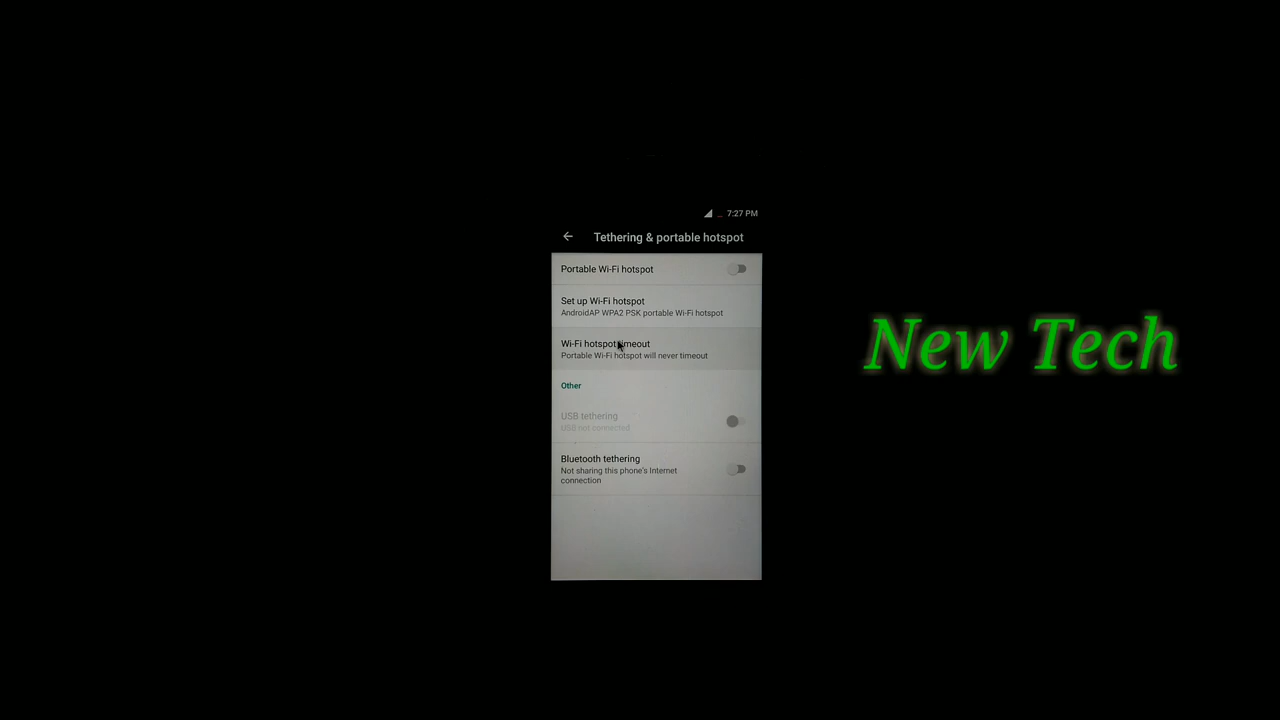 7:27 PM
Tethering & portable hotspot
Portable Wi-Fi hotspot
Set up Wi-Fi hotspot
AndroidAP WPA2 PSK portable Wi-Fi hotspot
Wi-Fi hotspot timeout
Portable Wi-Fi hotspot will never timeout
Other
USB tethering
USB not connected
Bluetooth tethering
Not sharing this phone's Internet
connection
New Tech